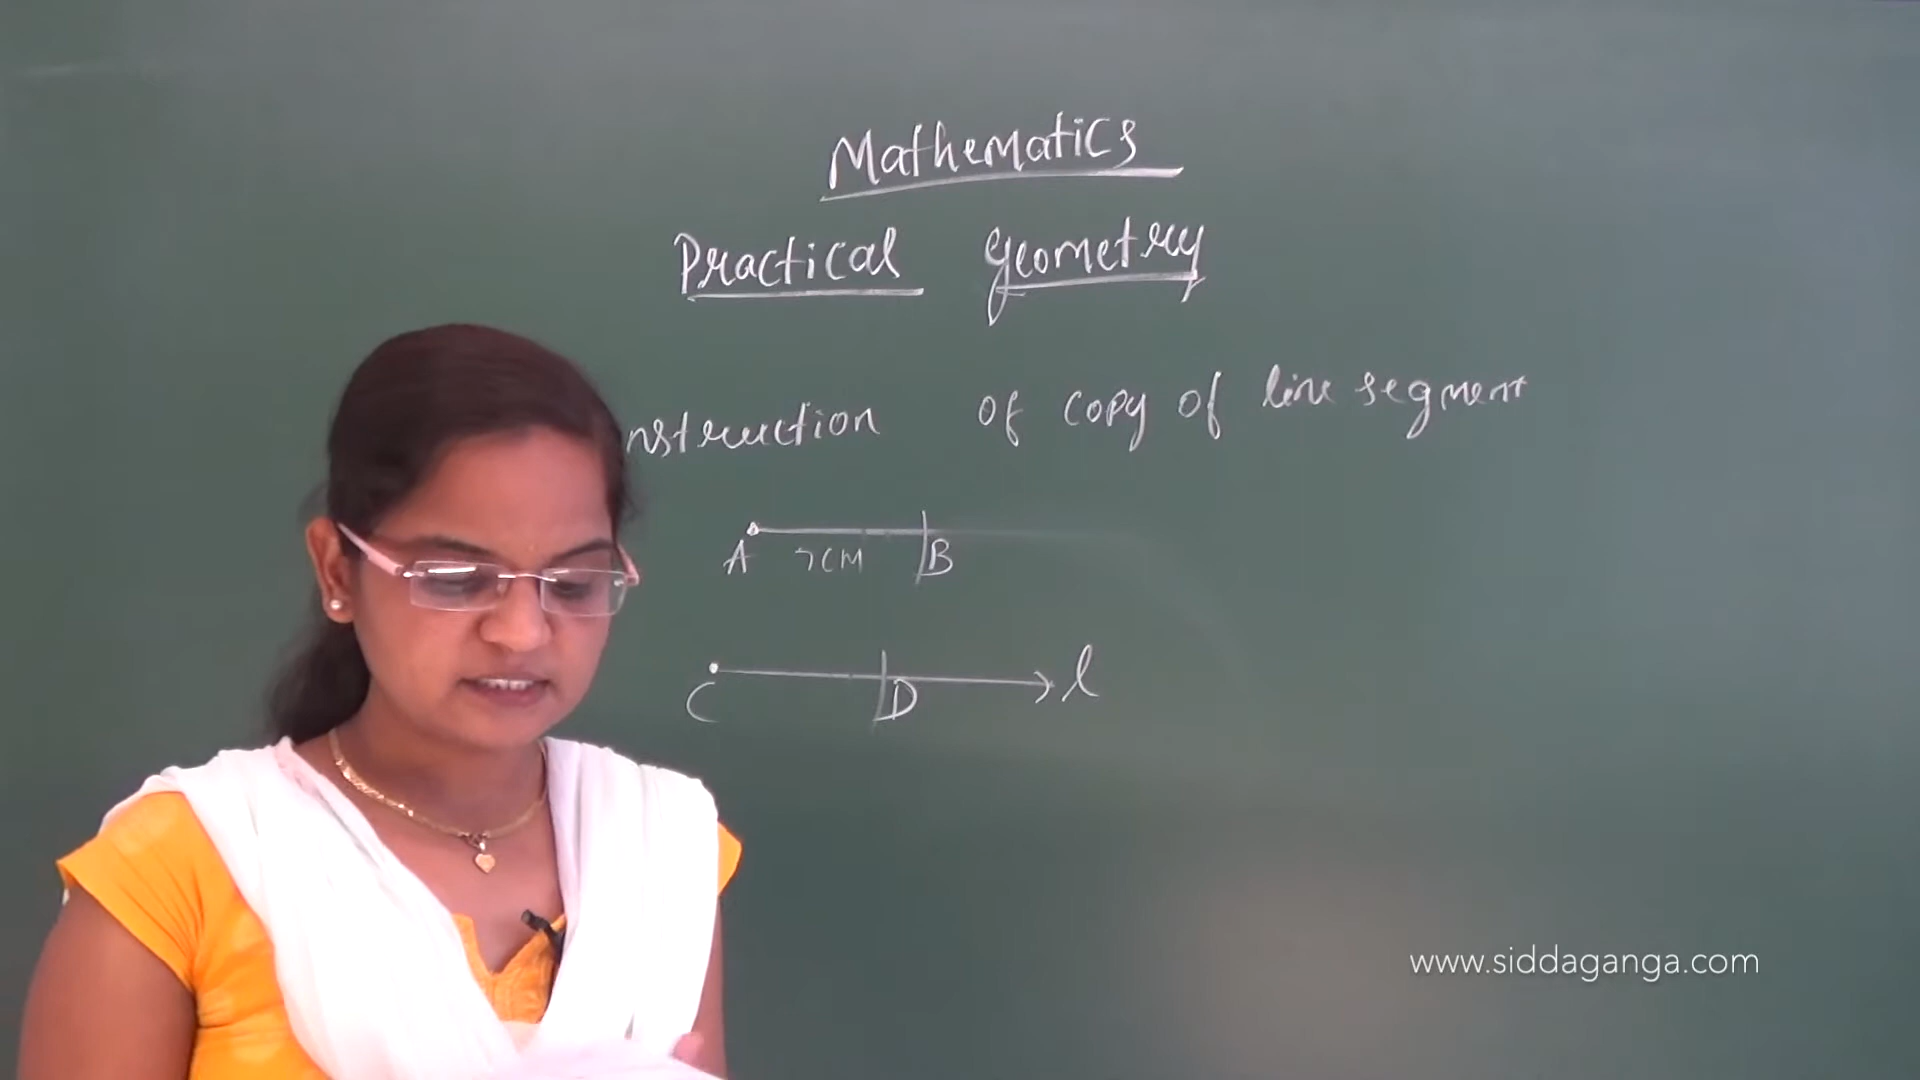 Mathematics
Practical geometry
nstruction of copy of line segment
A 7CM B
C D l
www.siddaganga.com